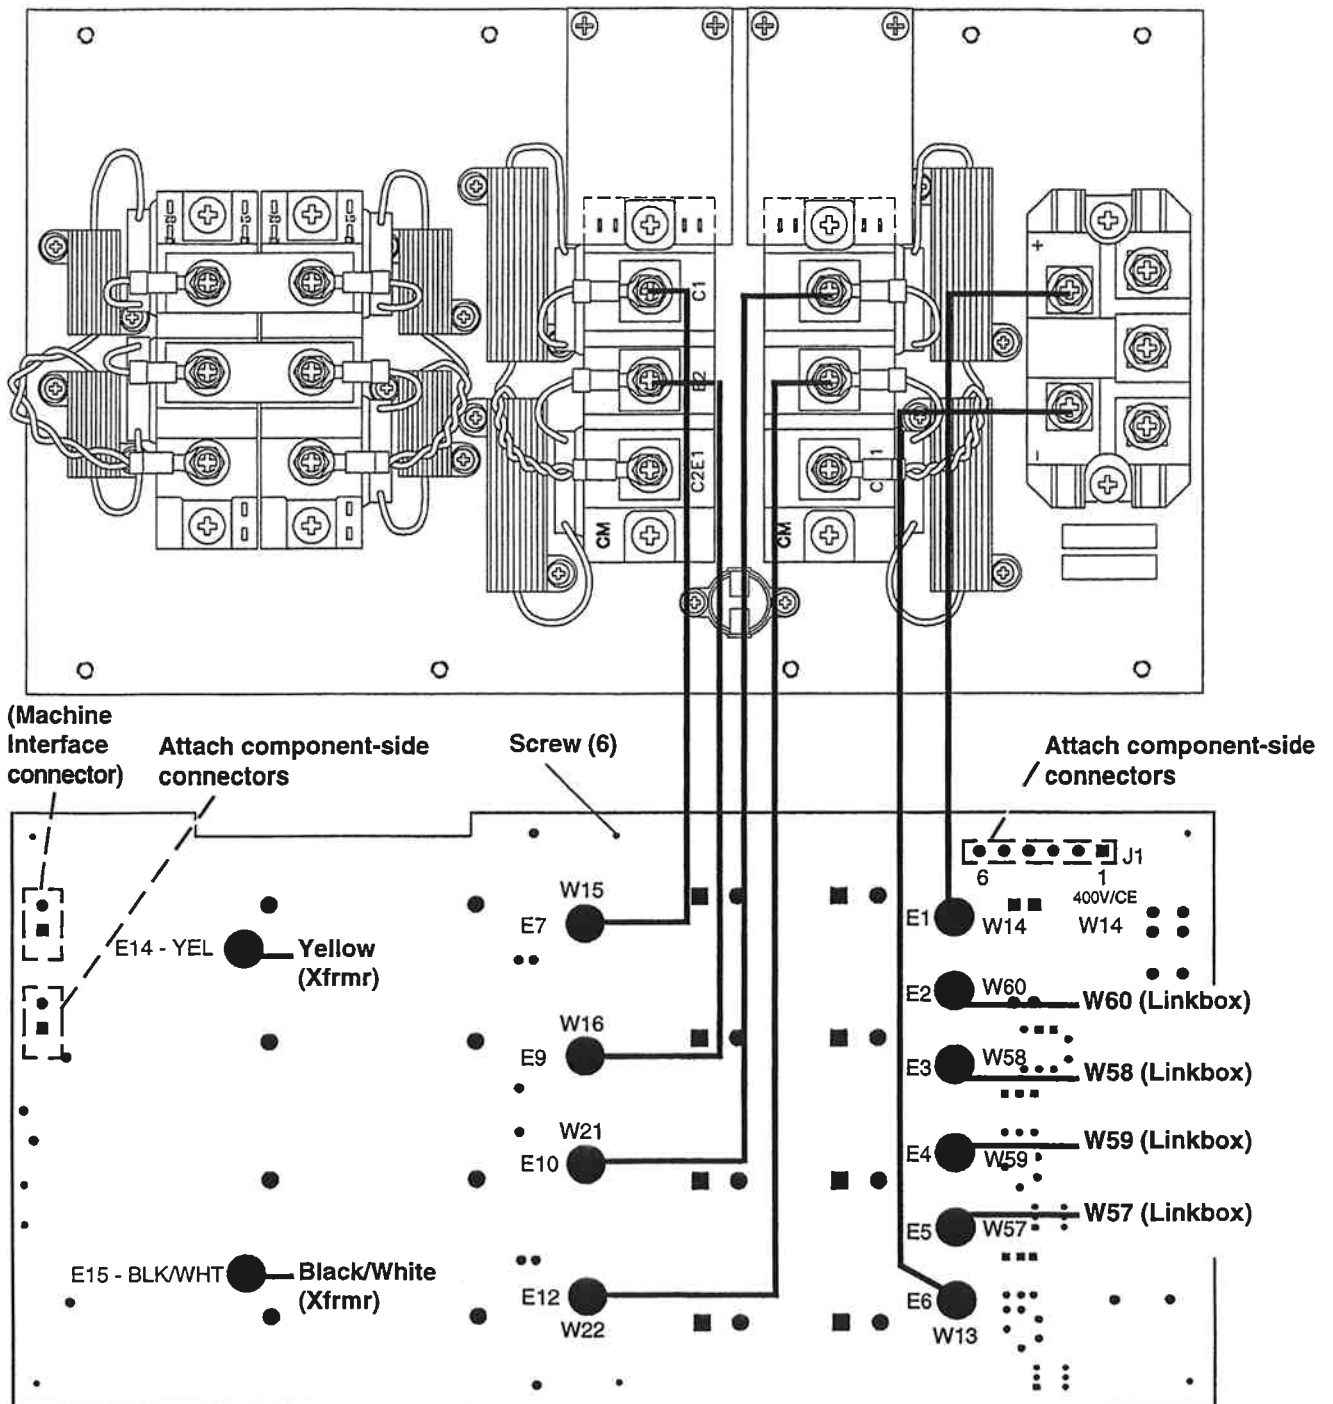 +
-
C1
E2
C2E1
CM
C 1
CM
(Machine
Interface
connector)
Attach component-side
connectors
Screw (6)
Attach component-side
connectors
J1
6
1
400V/CE
W15
E7
E1
W14
W14
E14 - YEL
Yellow
(Xfrmr)
E2
W60
W60 (Linkbox)
W16
E9
E3
W58
W58 (Linkbox)
W21
E10
E4
W59
W59 (Linkbox)
E5
W57
W57 (Linkbox)
E15 - BLK/WHT
Black/White
(Xfrmr)
E12
W22
E6
W13